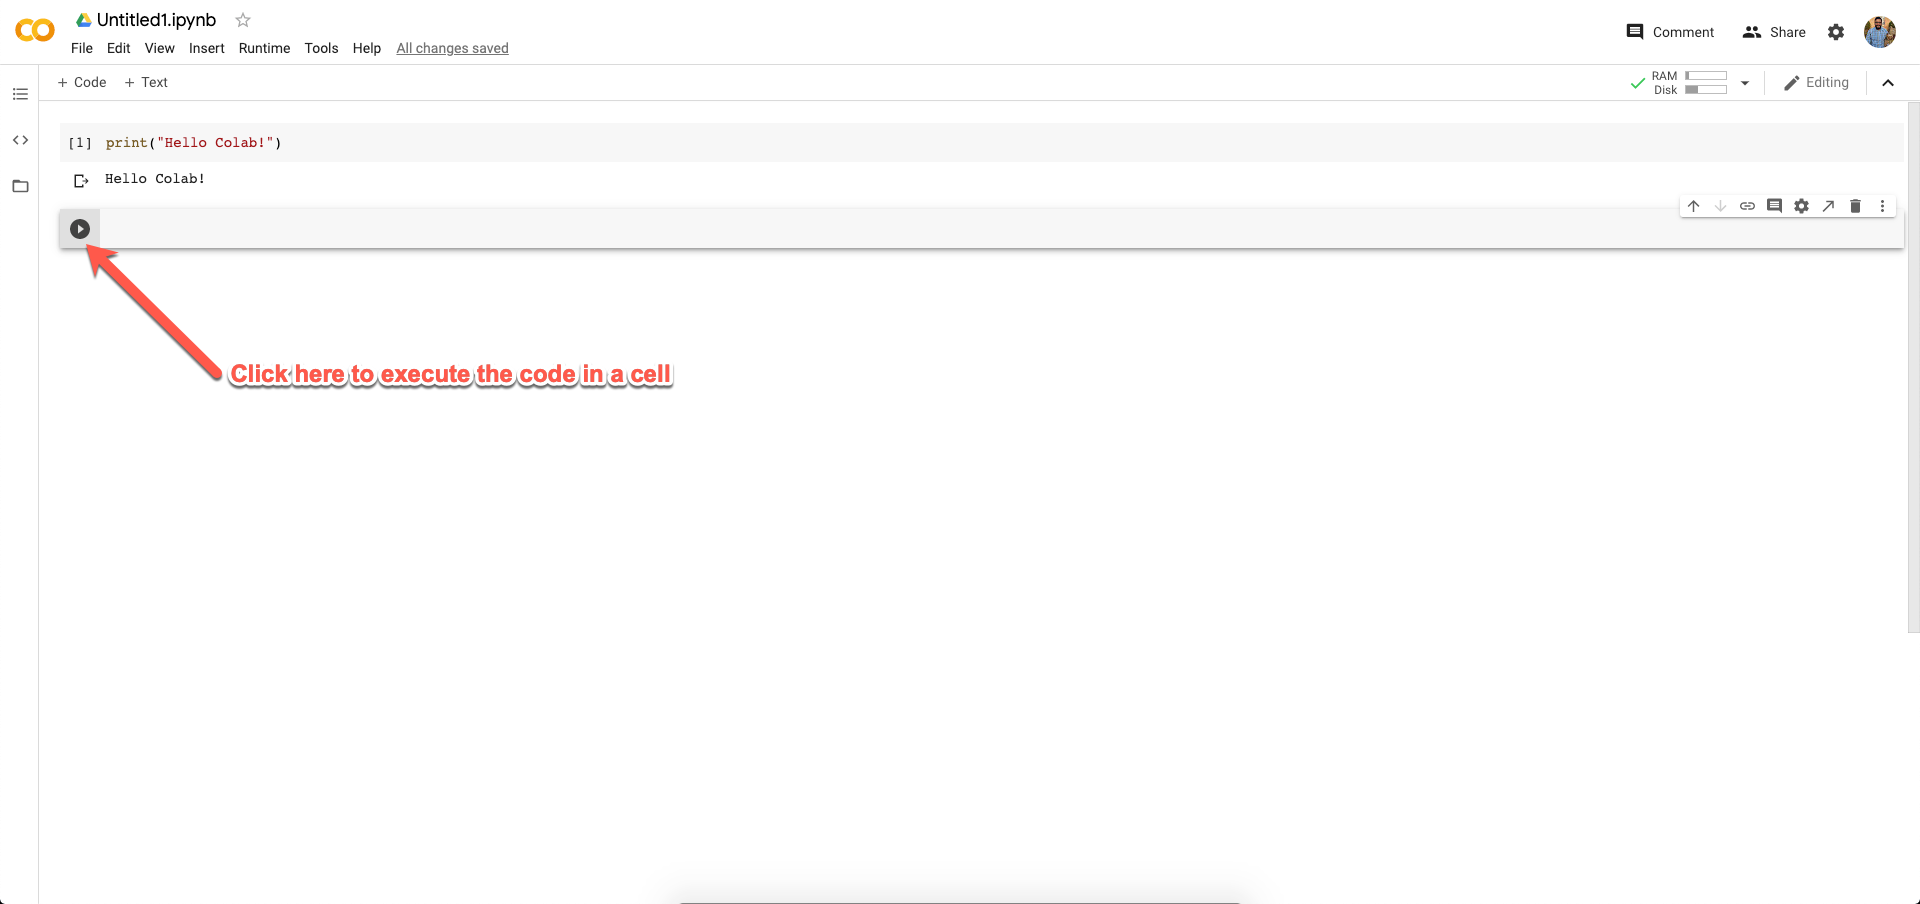 Untitled1.ipynb
File Edit View Insert Runtime Tools Help All changes saved
Comment Share
+ Code + Text
RAM
Disk
Editing
[1] print("Hello Colab!")
Hello Colab!
Click here to execute the code in a cell